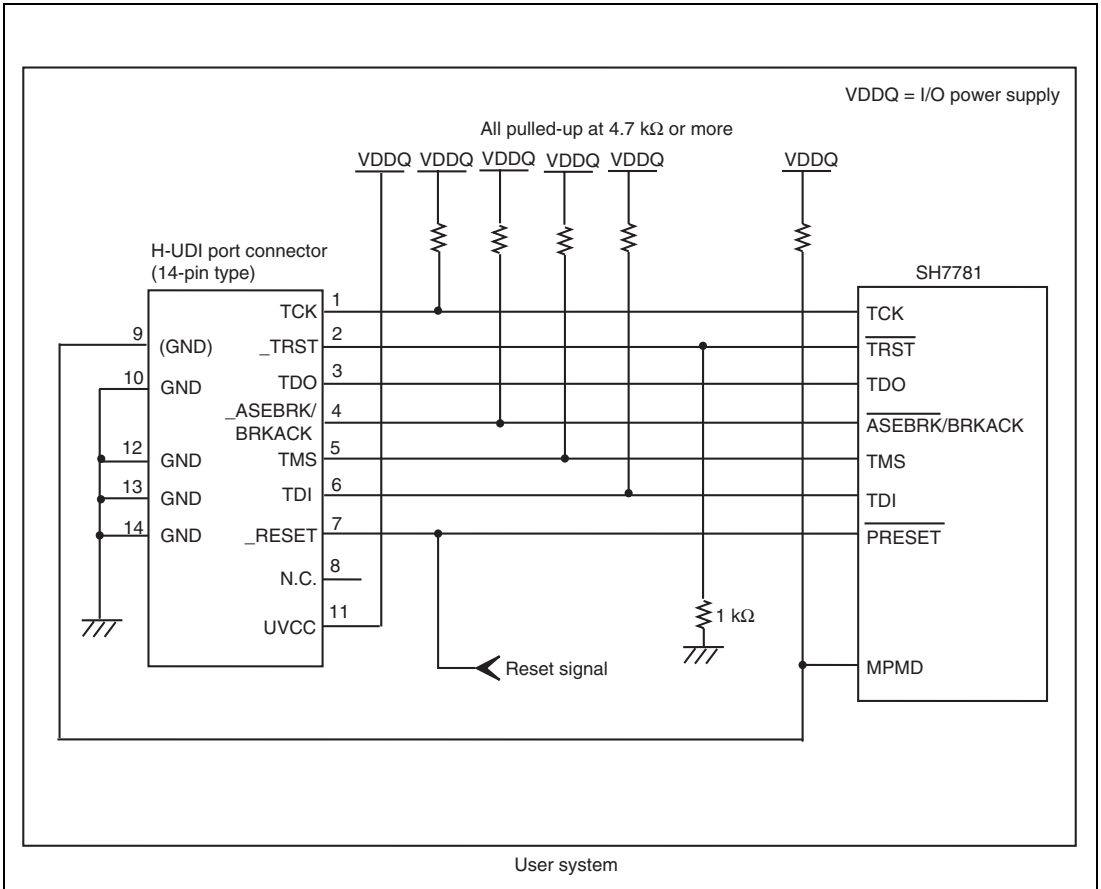 VDDQ = I/O power supply
All pulled-up at 4.7 kΩ or more
VDDQ VDDQ VDDQ VDDQ VDDQ VDDQ
H-UDI port connector
(14-pin type)
SH7781
TCK 1 TCK
9 (GND) _TRST 2 TRST
10 GND TDO 3 TDO
_ASEBRK/ 4 ASEBRK/BRKACK
BRKACK
12 GND TMS 5 TMS
13 GND TDI 6 TDI
14 GND _RESET 7 PRESET
N.C. 8
UVCC 11
1 kΩ
Reset signal
MPMD
User system